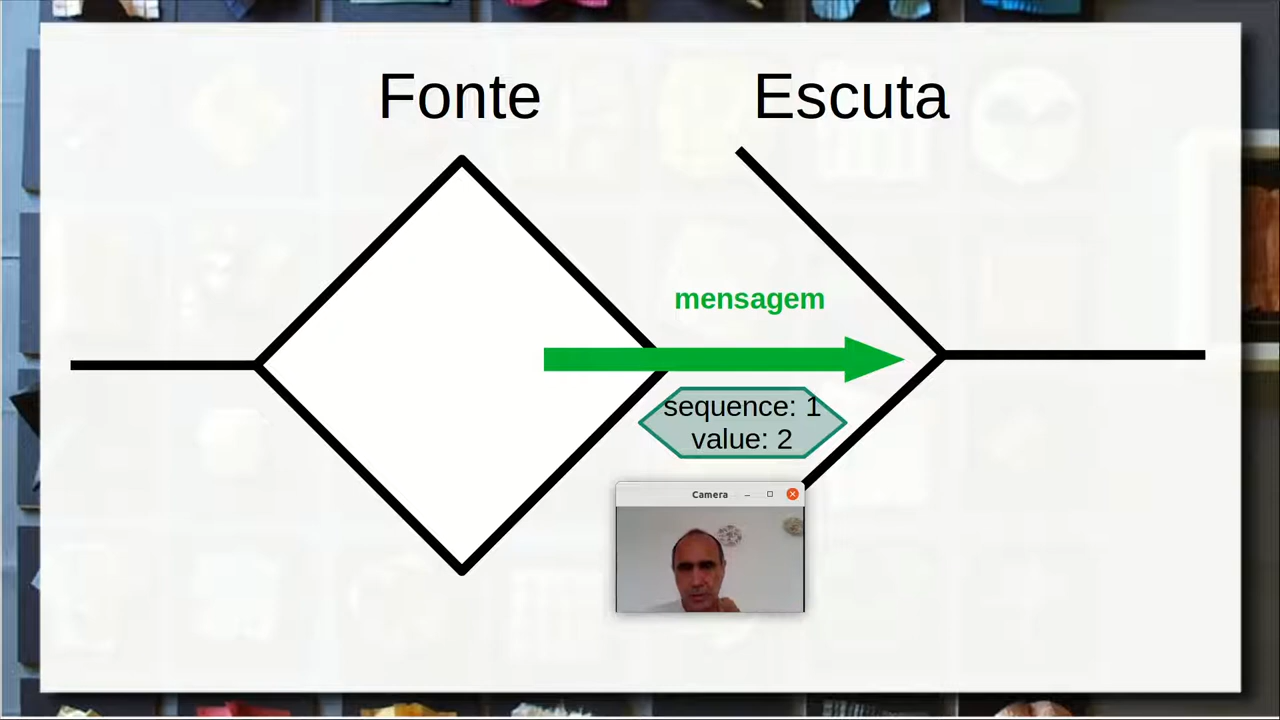 Fonte
Escuta
mensagem
sequence: 1
value: 2
Camera